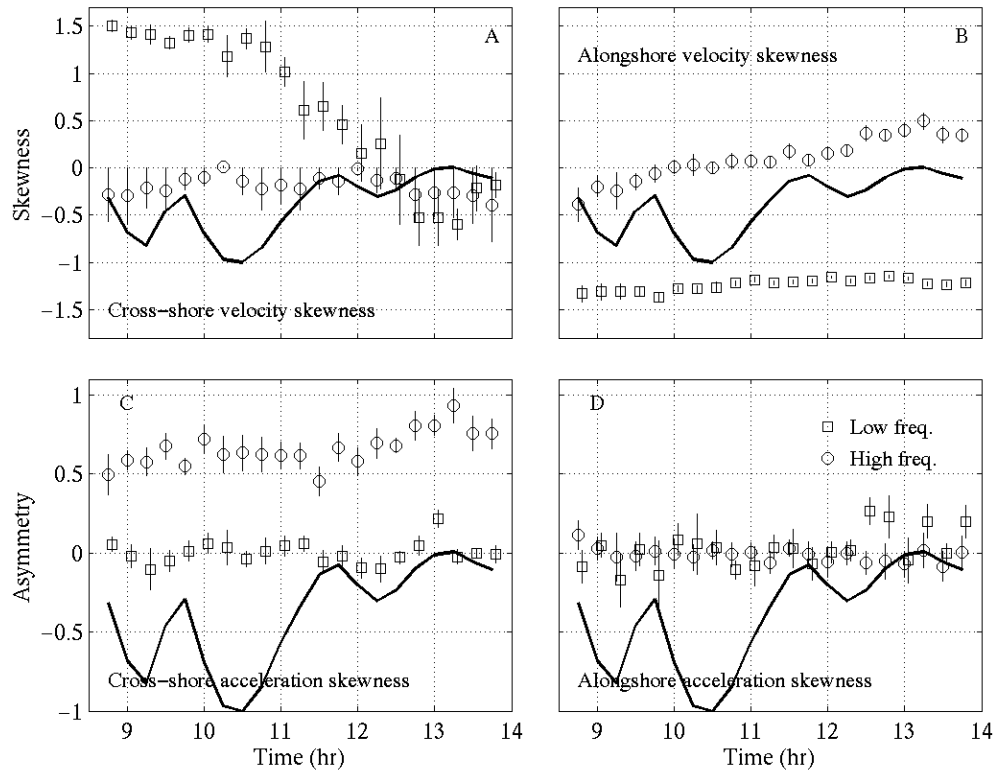 A
B
Alongshore velocity skewness
1.5
1
0.5
0
−0.5
−1
−1.5
Skewness
Cross−shore velocity skewness
C
D
Low freq.
High freq.
1
0.5
0
−0.5
−1
Asymmetry
Cross−shore acceleration skewness
Alongshore acceleration skewness
9 10 11 12 13 14
9 10 11 12 13 14
Time (hr)
Time (hr)